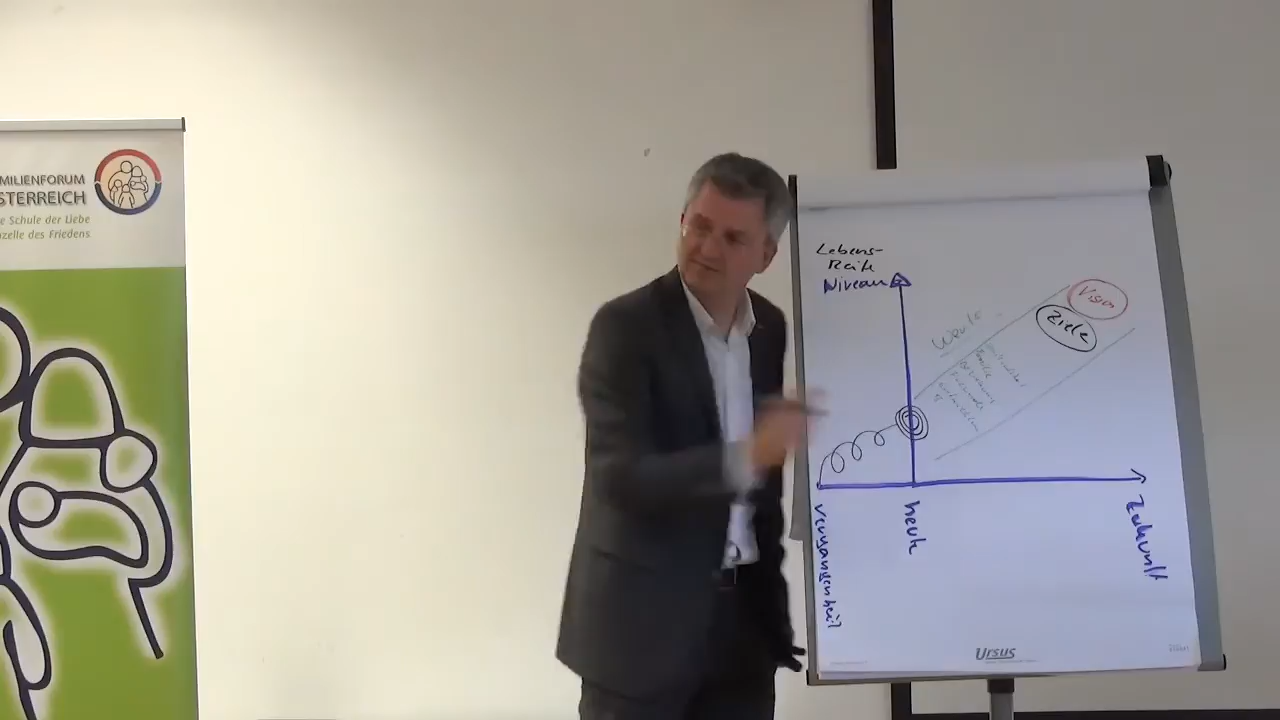 MILIENFORUM
STERREICH
e Schule der Liebe
zelle des Friedens
Lebens-
Reife
Niveau
Vision
Ziele
Werte
heute
Vergangenheit
Zukunft
Ursus